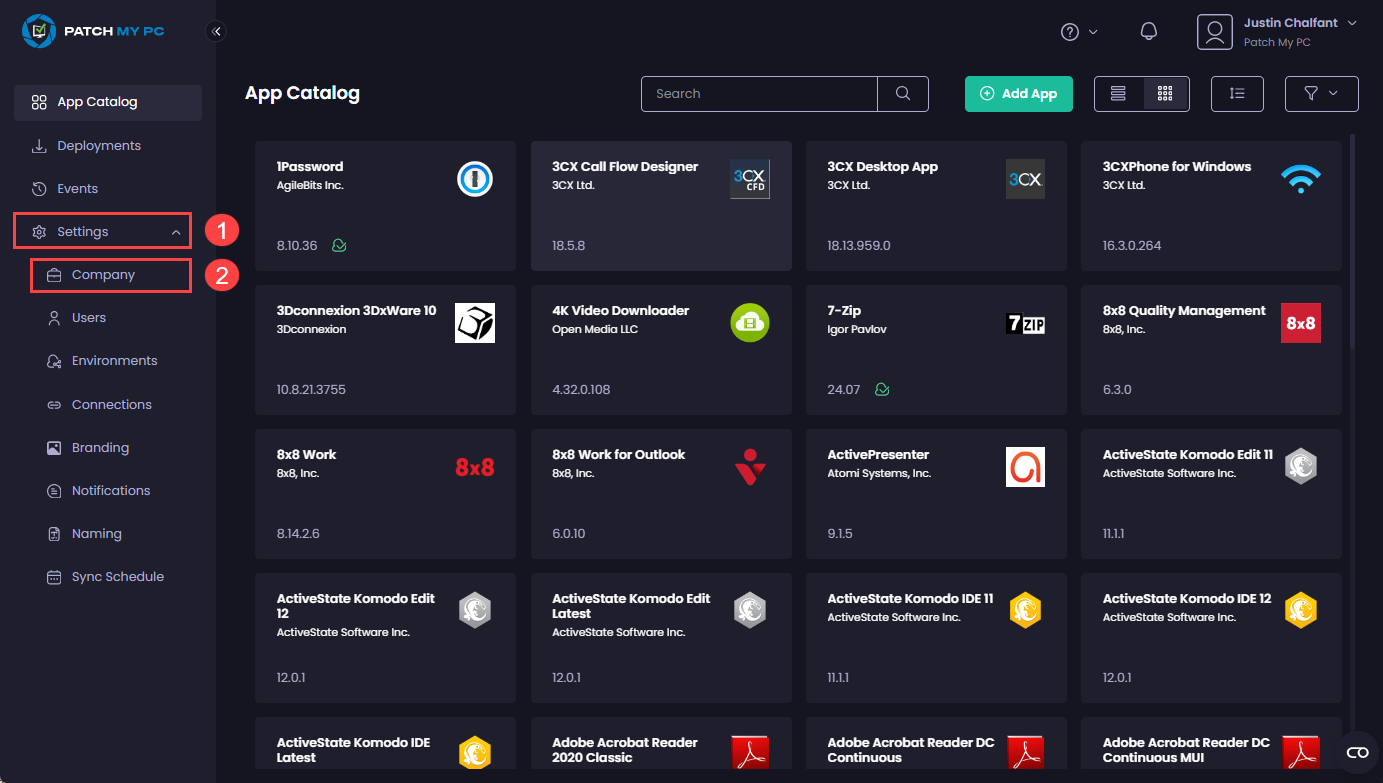 PATCH MY PC
Justin Chalfant
Patch My PC
App Catalog
Deployments
Events
Settings
1
Company
2
Users
Environments
Connections
Branding
Notifications
Naming
Sync Schedule
App Catalog
Search
Add App
1Password
AgileBits Inc.
8.10.36
3CX Call Flow Designer
3CX Ltd.
3CX
CFD
18.5.8
3CX Desktop App
3CX Ltd.
3CX
18.13.959.0
3CXPhone for Windows
3CX Ltd.
16.3.0.264
3Dconnexion 3DxWare 10
3Dconnexion
10.8.21.3755
4K Video Downloader
Open Media LLC
4.32.0.108
7-Zip
Igor Pavlov
7ZIP
24.07
8x8 Quality Management
8x8, Inc.
8x8
6.3.0
8x8 Work
8x8, Inc.
8x8
8.14.2.6
8x8 Work for Outlook
8x8, Inc.
6.0.10
ActivePresenter
Atomi Systems, Inc.
9.1.5
ActiveState Komodo Edit 11
ActiveState Software Inc.
11.1.1
ActiveState Komodo Edit
12
ActiveState Software Inc.
12.0.1
ActiveState Komodo Edit
Latest
ActiveState Software Inc.
12.0.1
ActiveState Komodo IDE 11
ActiveState Software Inc.
11.1.1
ActiveState Komodo IDE 12
ActiveState Software Inc.
12.0.1
ActiveState Komodo IDE
Latest
Adobe Acrobat Reader
2020 Classic
Adobe Acrobat Reader DC
Continuous
Adobe Acrobat Reader DC
Continuous MUI